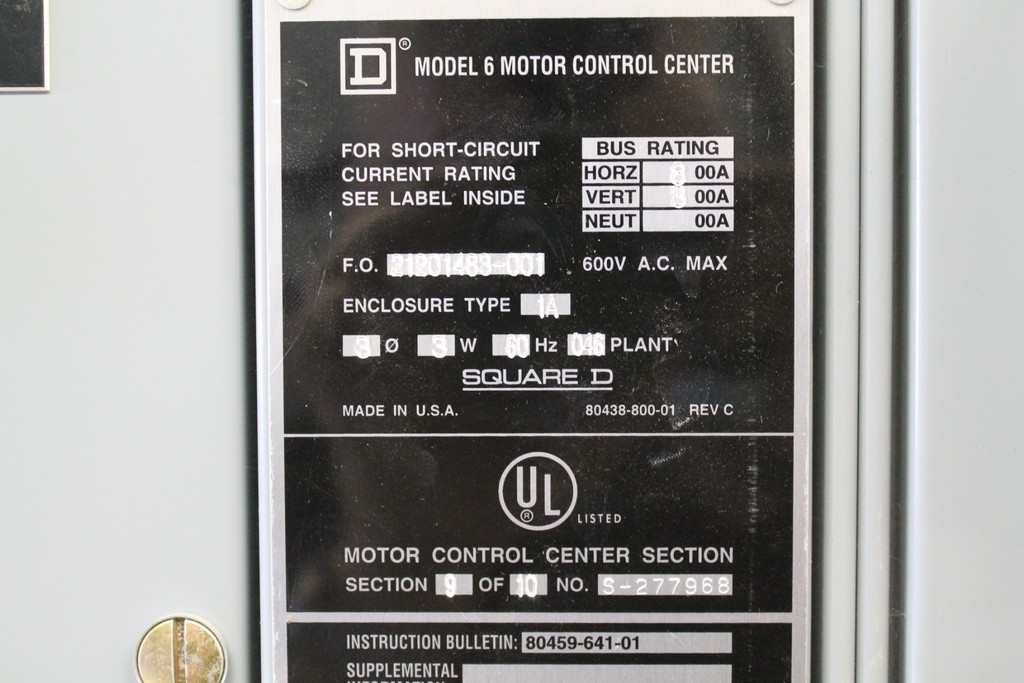 D ®
MODEL 6 MOTOR CONTROL CENTER
FOR SHORT-CIRCUIT
CURRENT RATING
SEE LABEL INSIDE
BUS RATING
HORZ 00A
VERT 00A
NEUT 00A
F.O. 21201483-001 600V A.C. MAX
ENCLOSURE TYPE 1A
3 Ø 3 W 60 Hz 046 PLANT
SQUARE D
MADE IN U.S.A. 80438-800-01 REV C
UL ® LISTED
MOTOR CONTROL CENTER SECTION
SECTION 9 OF 10 NO. S-277968
INSTRUCTION BULLETIN: 80459-641-01
SUPPLEMENTAL
INFORMATION